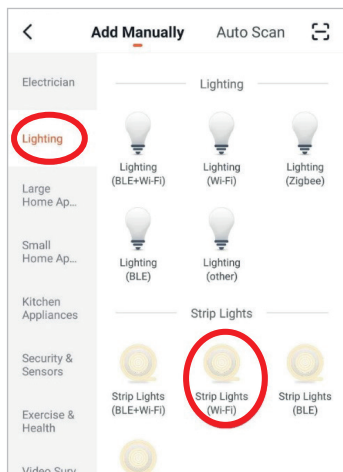 Add Manually Auto Scan
Electrician
Lighting
Large
Home Ap...
Small
Home Ap...
Kitchen
Appliances
Security &
Sensors
Exercise &
Health
Video Surv
Lighting
Lighting
(BLE+Wi-Fi)
Lighting
(Wi-Fi)
Lighting
(Zigbee)
Lighting
(BLE)
Lighting
(other)
Strip Lights
Strip Lights
(BLE+Wi-Fi)
Strip Lights
(Wi-Fi)
Strip Lights
(BLE)